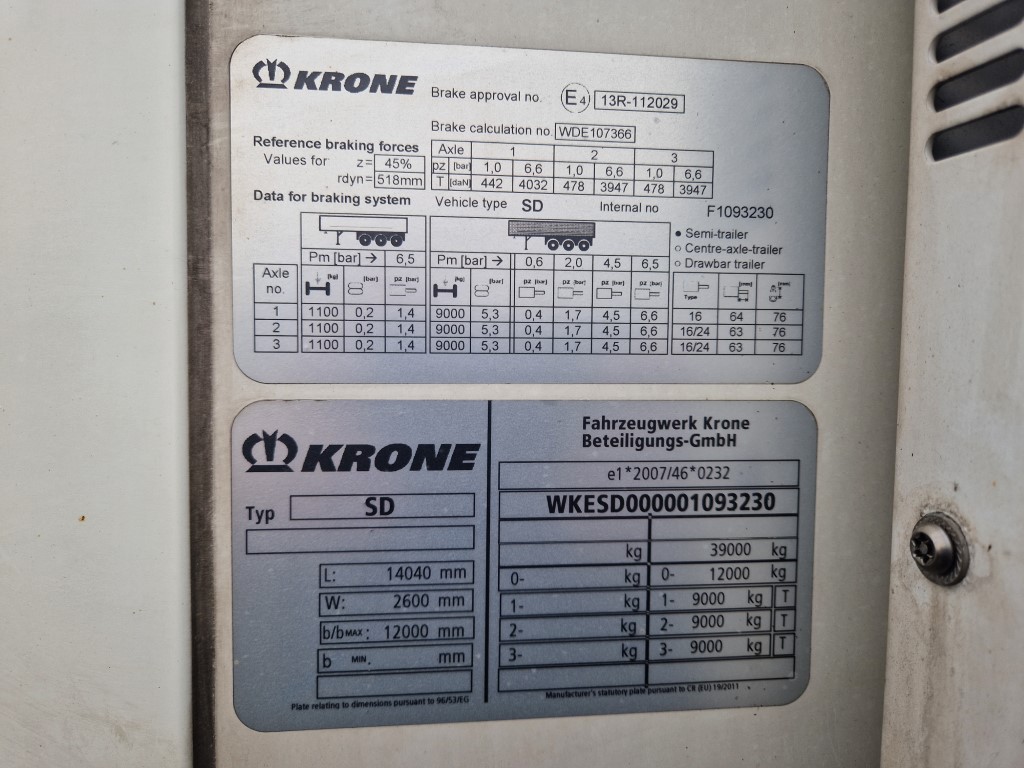 KRONE
Brake approval no. E4 13R-112029
Brake calculation no. WDE107366
Reference braking forces
Values for z= 45%
rdyn= 518mm
Axle 1 2 3
pz [bar] 1,0 6,6 1,0 6,6 1,0 6,6
T [daN] 442 4032 478 3947 478 3947
Data for braking system Vehicle type SD Internal no F1093230
● Semi-trailer
○ Centre-axle-trailer
○ Drawbar trailer
Pm [bar] → 6,5 Pm [bar] → 0,6 2,0 4,5 6,5
Axle no. [kg] [bar] pz [bar] [kg] [bar] pz [bar] pz [bar] pz [bar] pz [bar] Type [mm] [mm]
1 1100 0,2 1,4 9000 5,3 0,4 1,7 4,5 6,6 16 64 76
2 1100 0,2 1,4 9000 5,3 0,4 1,7 4,5 6,6 16/24 63 76
3 1100 0,2 1,4 9000 5,3 0,4 1,7 4,5 6,6 16/24 63 76
KRONE
Typ SD
L: 14040 mm
W: 2600 mm
b/b MAX: 12000 mm
b MIN. mm
Plate relating to dimensions pursuant to 96/53/EG
Fahrzeugwerk Krone
Beteiligungs-GmbH
e1*2007/46*0232
WKESD000001093230
kg 39000 kg
0- kg 0- 12000 kg
1- kg 1- 9000 kg T
2- kg 2- 9000 kg T
3- kg 3- 9000 kg T
Manufacturer's statutory plate pursuant to CR (EU) 19/2011